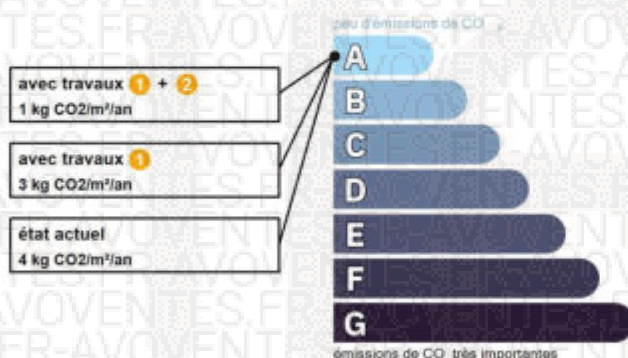 peu d'émissions de CO
avec travaux 1 + 2
1 kg CO2/m²/an
avec travaux 1
3 kg CO2/m²/an
état actuel
4 kg CO2/m²/an
A
B
C
D
E
F
G
émissions de CO très importantes